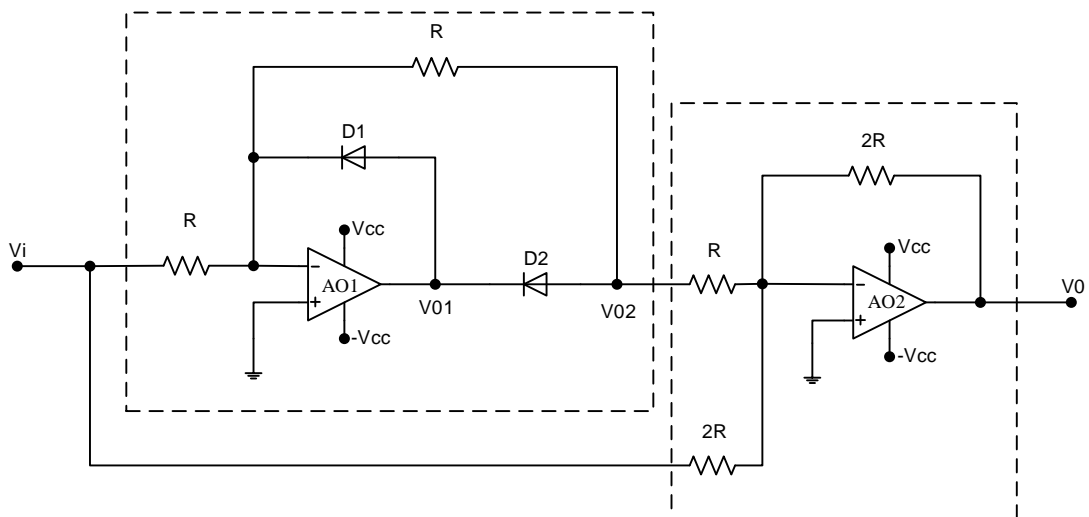 R
D1
2R
R
Vcc
Vi
D2
R
Vcc
−
AO1
+
V01
V02
−
AO2
+
V0
-Vcc
-Vcc
2R